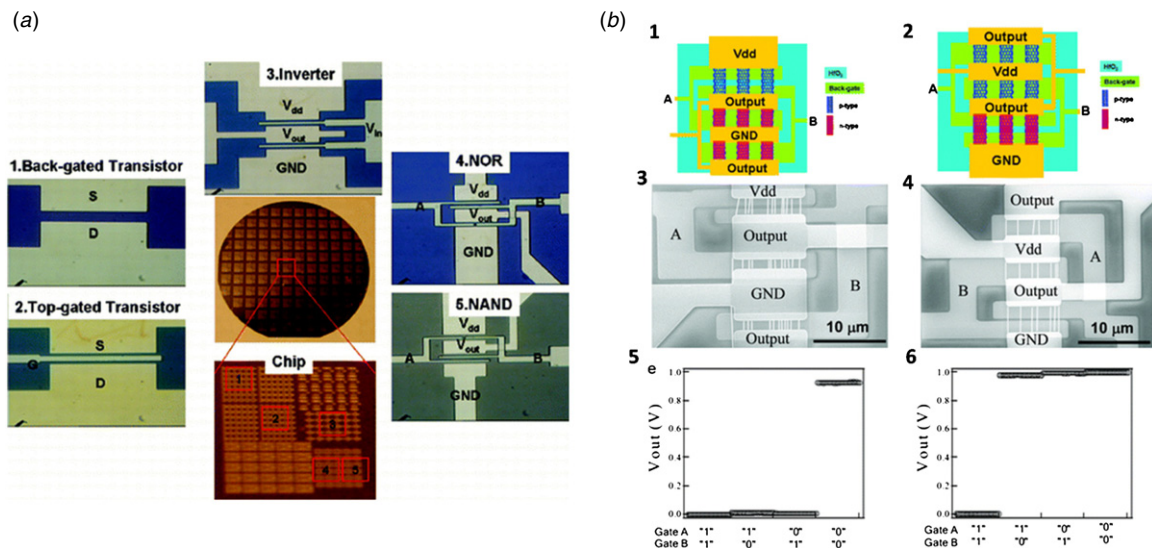 (a)
3.Inverter
Vdd
Vout
Vin
GND
1.Back-gated Transistor
S
D
2.Top-gated Transistor
S
G
D
4.NOR
Vdd
A
B
Vout
GND
5.NAND
Vdd
Vout
A
B
GND
Chip
1
2
3
4
5
(b)
1
Vdd
A
Output
B
GND
Output
HfO2
Back-gate
p-type
n-type
2
Output
Vdd
A
Output
B
GND
HfO2
Back-gate
p-type
n-type
3
Vdd
A
Output
GND
B
Output
10 μm
4
Output
Vdd
A
B
Output
GND
10 μm
5
e
Vout (V)
1.0
0.8
0.6
0.4
0.2
0.0
Gate A "1" "1" "0" "0"
Gate B "1" "0" "1" "0"
6
Vout (V)
1.0
0.8
0.6
0.4
0.2
0.0
Gate A "1" "1" "0" "0"
Gate B "1" "0" "1" "0"